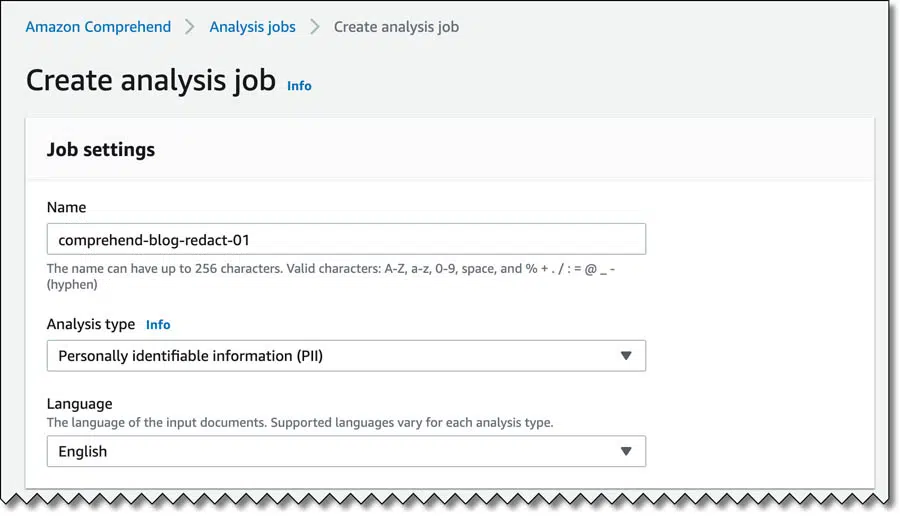 Amazon Comprehend > Analysis jobs > Create analysis job
Create analysis job Info
Job settings
Name
comprehend-blog-redact-01
The name can have up to 256 characters. Valid characters: A-Z, a-z, 0-9, space, and % + . / : = @ _ -
(hyphen)
Analysis type Info
Personally identifiable information (PII)
Language
The language of the input documents. Supported languages vary for each analysis type.
English